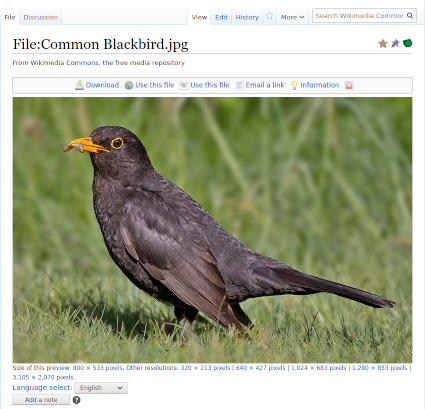 File Discussion View Edit History More Search Wikimedia Commor
File:Common Blackbird.jpg
From Wikimedia Commons, the free media repository
Download Use this file Use this file Email a link Information
Size of this preview: 800 × 533 pixels. Other resolutions: 320 × 213 pixels | 640 × 427 pixels | 1,024 × 683 pixels | 1,280 × 853 pixels |
3,105 × 2,070 pixels.
Language select: English
Add a note ?